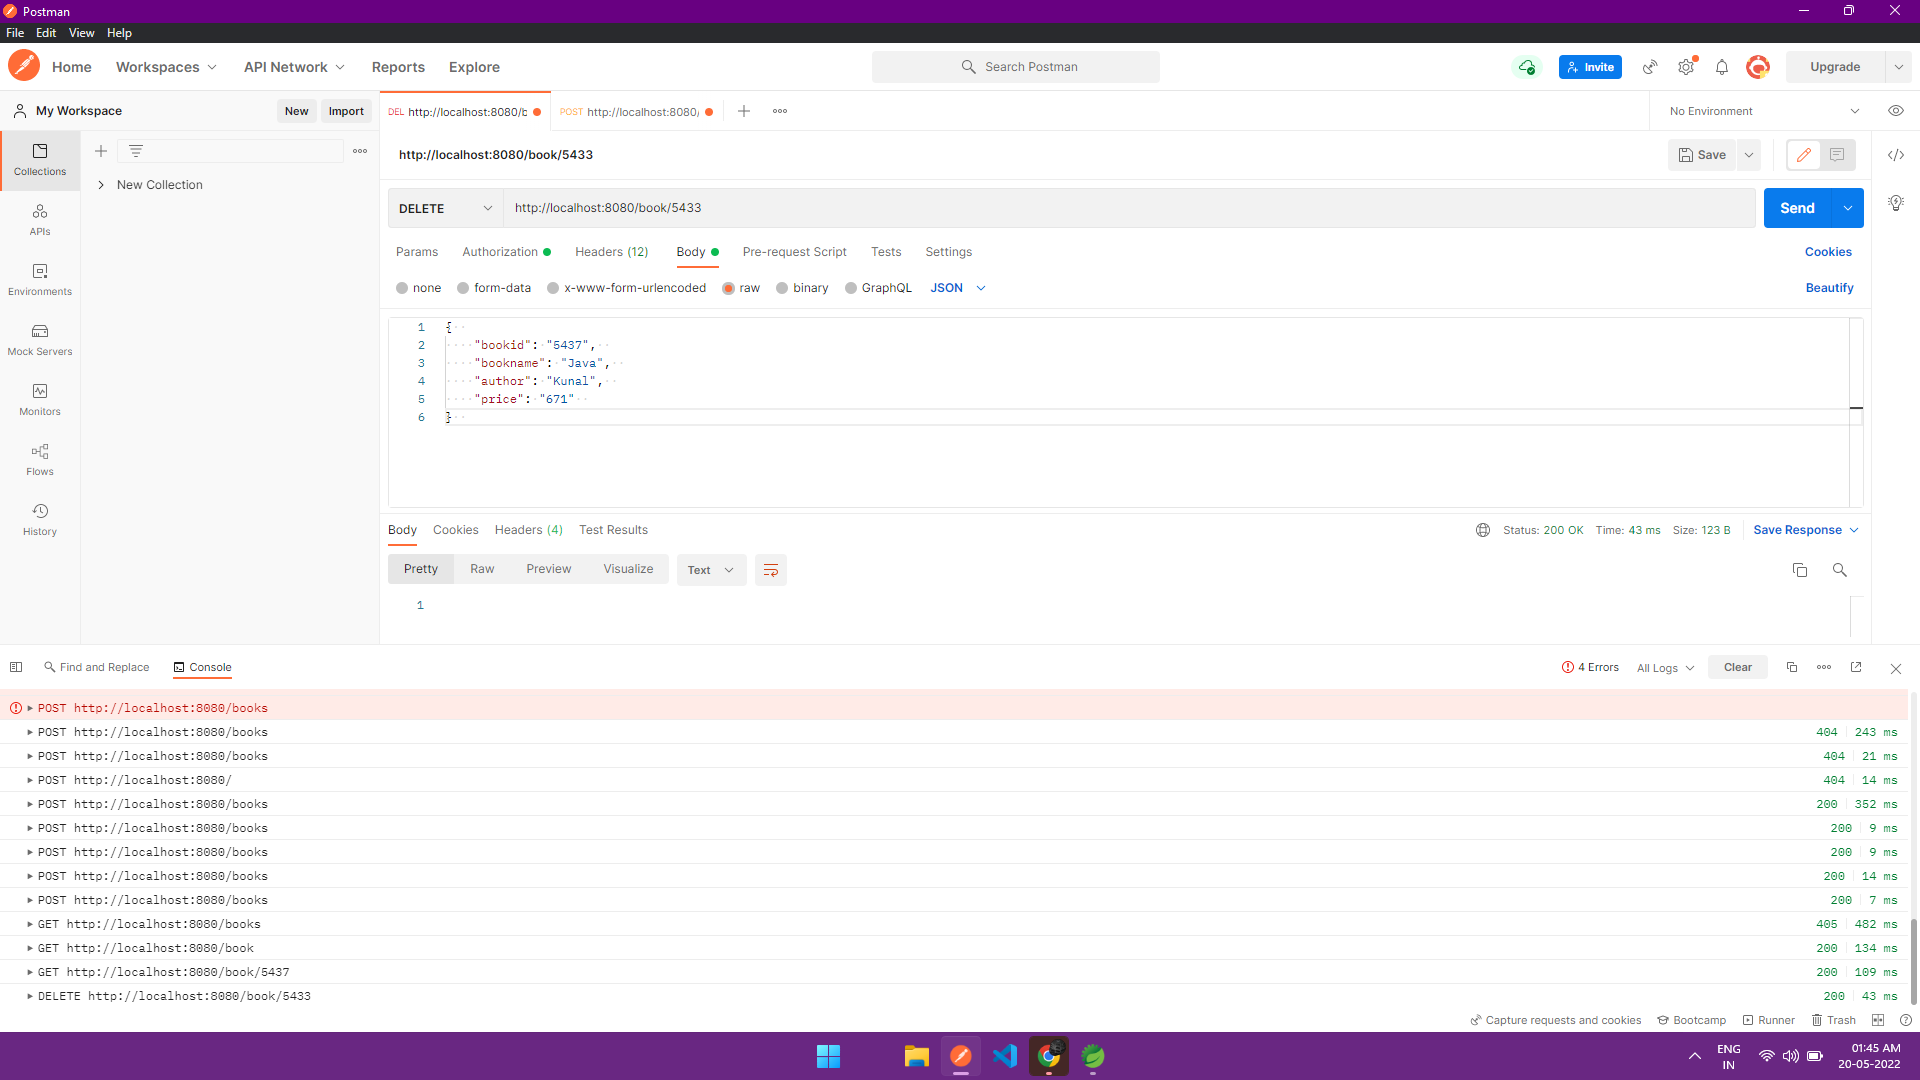 Postman
File Edit View Help
Home Workspaces API Network Reports Explore Search Postman Invite Upgrade
My Workspace New Import DEL http://localhost:8080/b POST http://localhost:8080/ No Environment
Collections
APIs
Environments
Mock Servers
Monitors
Flows
History
New Collection
http://localhost:8080/book/5433 Save
DELETE http://localhost:8080/book/5433 Send
Params Authorization Headers (12) Body Pre-request Script Tests Settings Cookies
none form-data x-www-form-urlencoded raw binary GraphQL JSON Beautify
1 {
2 "bookid": "5437",
3 "bookname": "Java",
4 "author": "Kunal",
5 "price": "671"
6 }
Body Cookies Headers (4) Test Results Status: 200 OK Time: 43 ms Size: 123 B Save Response
Pretty Raw Preview Visualize Text
1
Find and Replace Console 4 Errors All Logs Clear
POST http://localhost:8080/books
POST http://localhost:8080/books 404 243 ms
POST http://localhost:8080/books 404 21 ms
POST http://localhost:8080/ 404 14 ms
POST http://localhost:8080/books 200 352 ms
POST http://localhost:8080/books 200 9 ms
POST http://localhost:8080/books 200 9 ms
POST http://localhost:8080/books 200 14 ms
POST http://localhost:8080/books 200 7 ms
GET http://localhost:8080/books 405 482 ms
GET http://localhost:8080/book 200 134 ms
GET http://localhost:8080/book/5437 200 109 ms
DELETE http://localhost:8080/book/5433 200 43 ms
Capture requests and cookies Bootcamp Runner Trash
ENG
IN
01:45 AM
20-05-2022